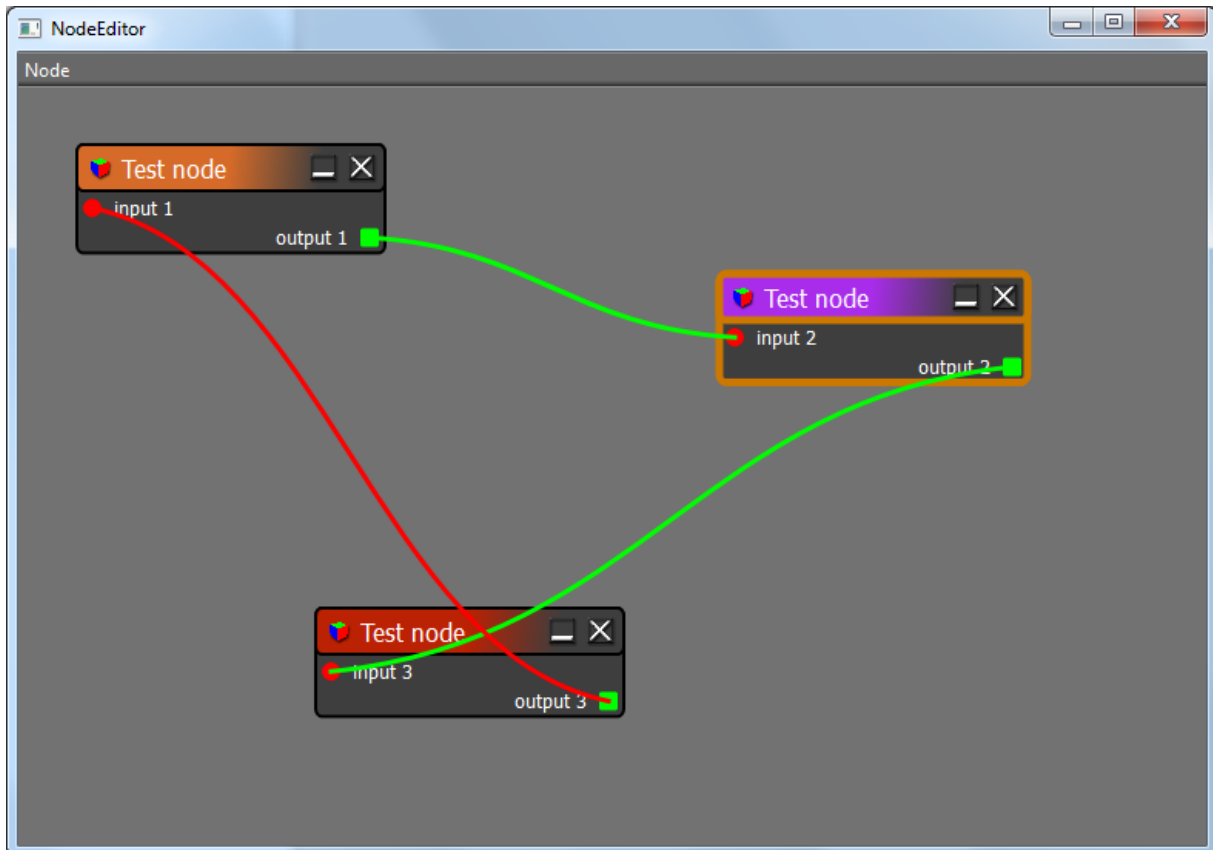 NodeEditor
Node
Test node
input 1
output 1
Test node
input 2
output 2
Test node
input 3
output 3